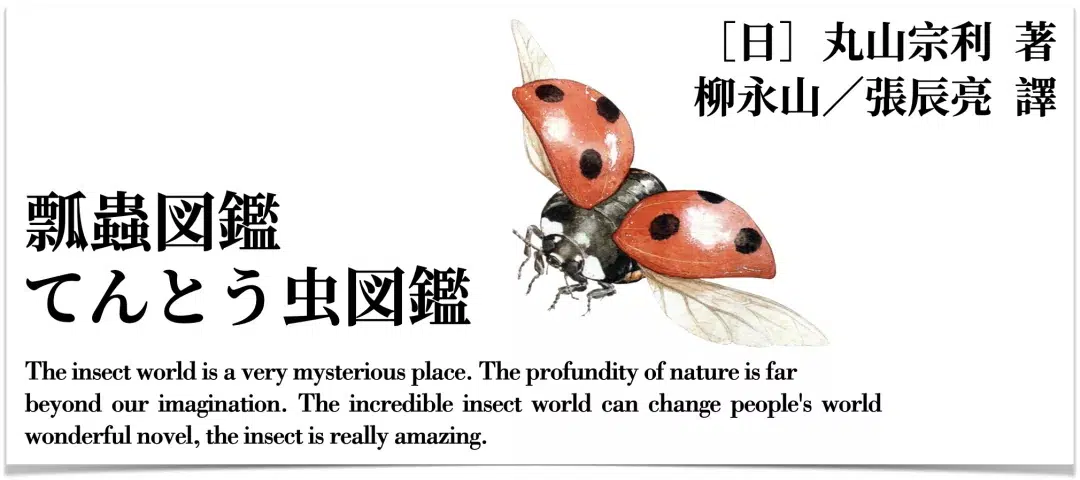 ［日］ 丸山宗利 著
柳永山／張辰亮 譯
瓢蟲図鑑
てんとう虫図鑑
The insect world is a very mysterious place. The profundity of nature is far
beyond our imagination. The incredible insect world can change people's world
wonderful novel, the insect is really amazing.